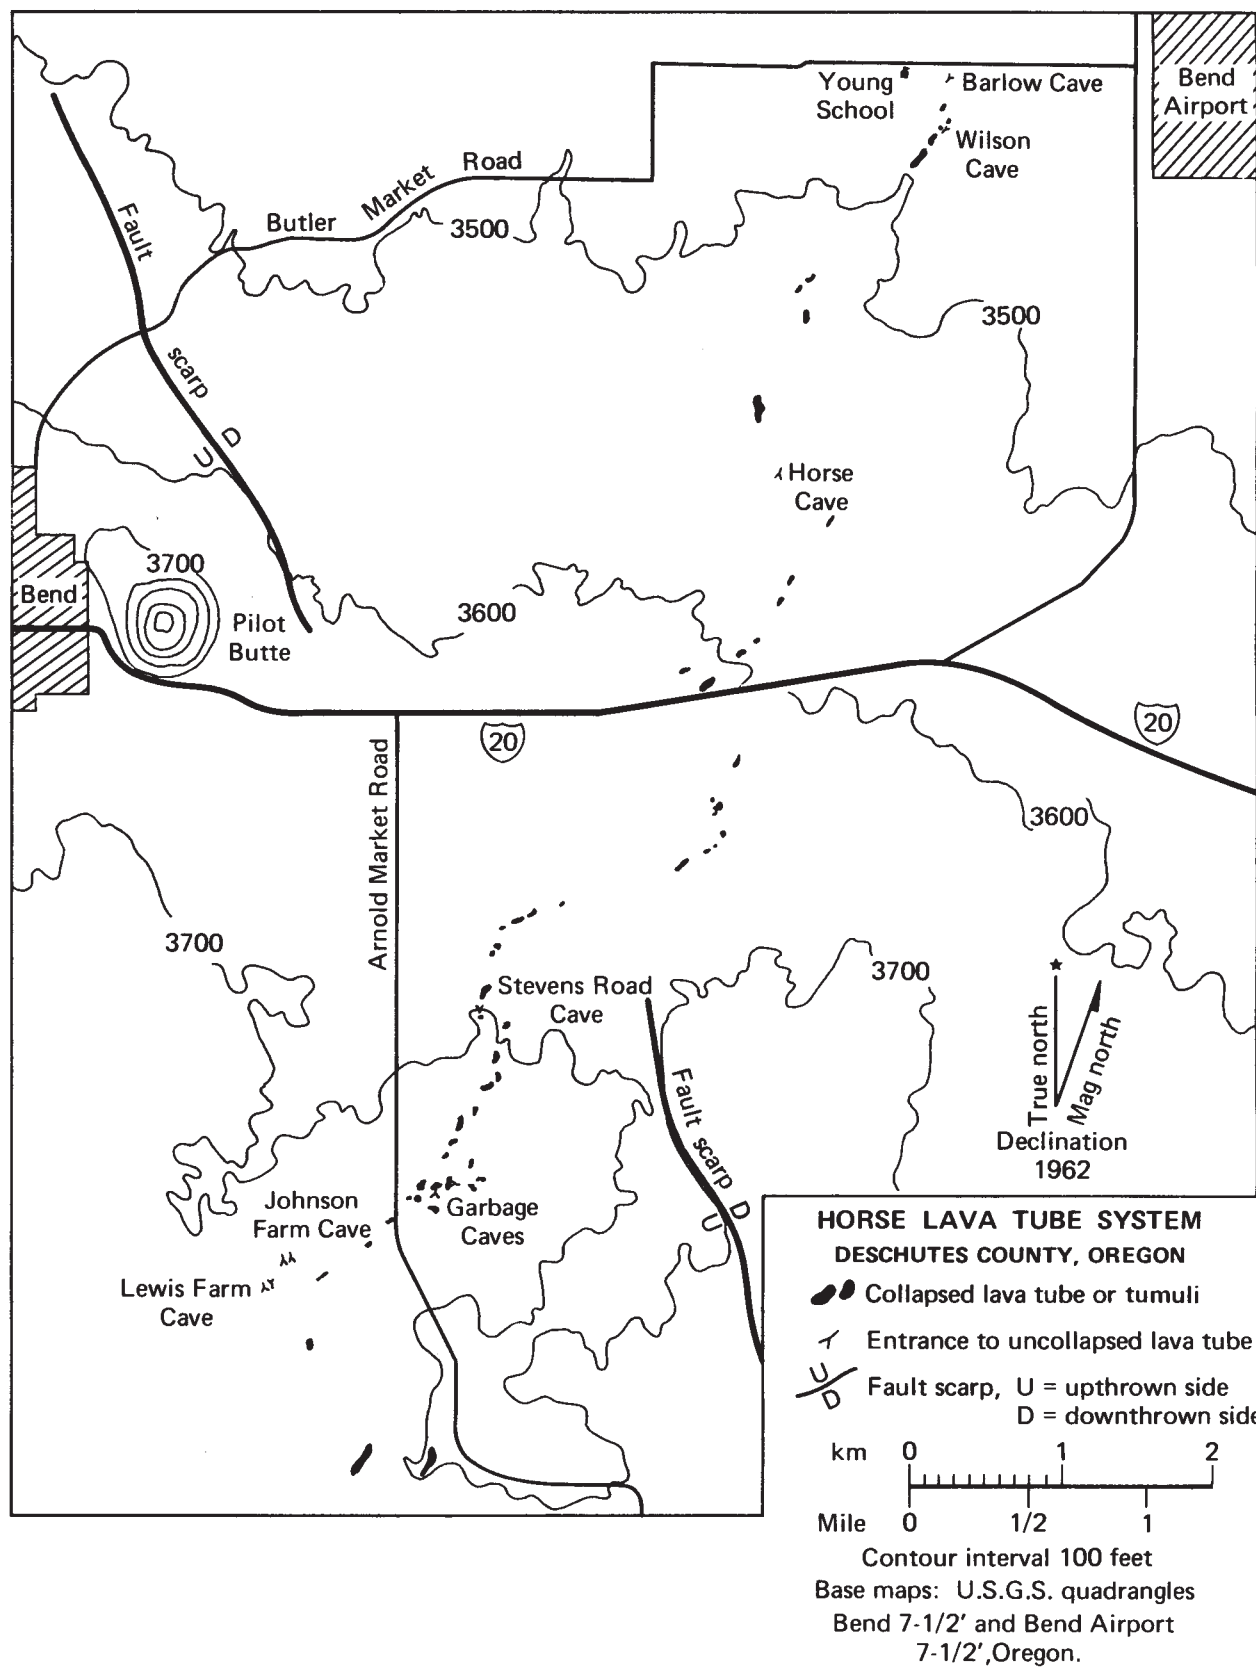 Young
School
Barlow Cave
Bend
Airport
Wilson
Cave
Butler Market Road
3500
Fault scarp
D
U
3500
Horse
Cave
3700
Bend
Pilot
Butte
3600
20
20
Arnold Market Road
3600
3700
Stevens Road
Cave
3700
True north
Mag north
Declination
1962
Fault scarp
D
U
Johnson
Farm Cave
Garbage
Caves
Lewis Farm
Cave
HORSE LAVA TUBE SYSTEM
DESCHUTES COUNTY, OREGON
Collapsed lava tube or tumuli
Entrance to uncollapsed lava tube
U
D
Fault scarp, U = upthrown side
D = downthrown side
km 0 1 2
Mile 0 1/2 1
Contour interval 100 feet
Base maps: U.S.G.S. quadrangles
Bend 7-1/2′ and Bend Airport
7-1/2′,Oregon.